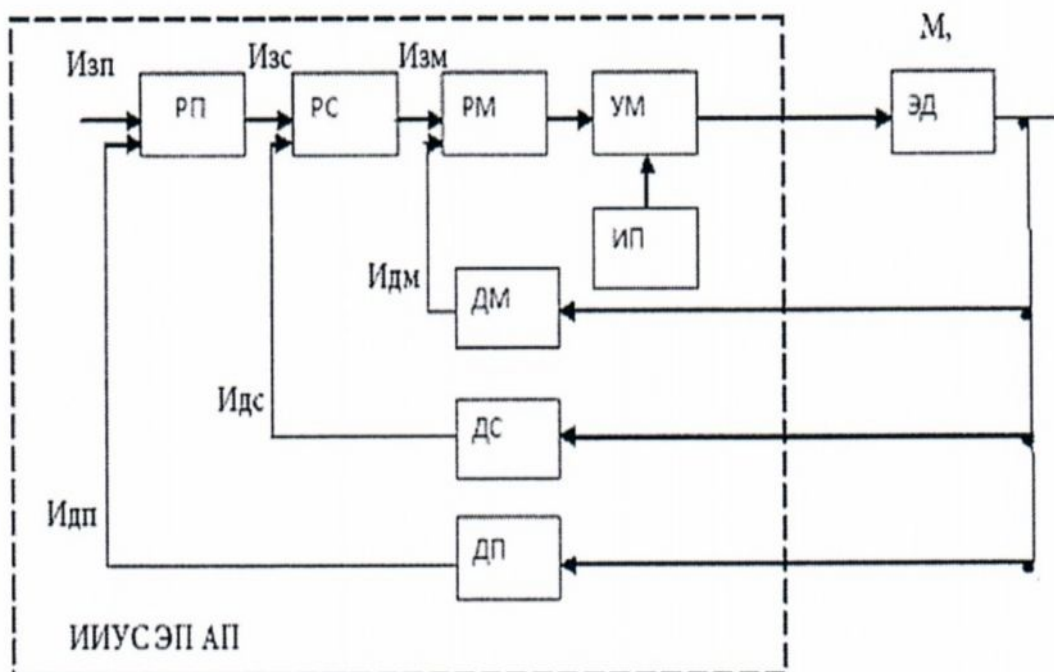 М,
Изп
Изс
Изм
РП
РС
РМ
УМ
ЭД
ИП
Идм
ДМ
Идс
ДС
Идп
ДП
ИИУС ЭП АП